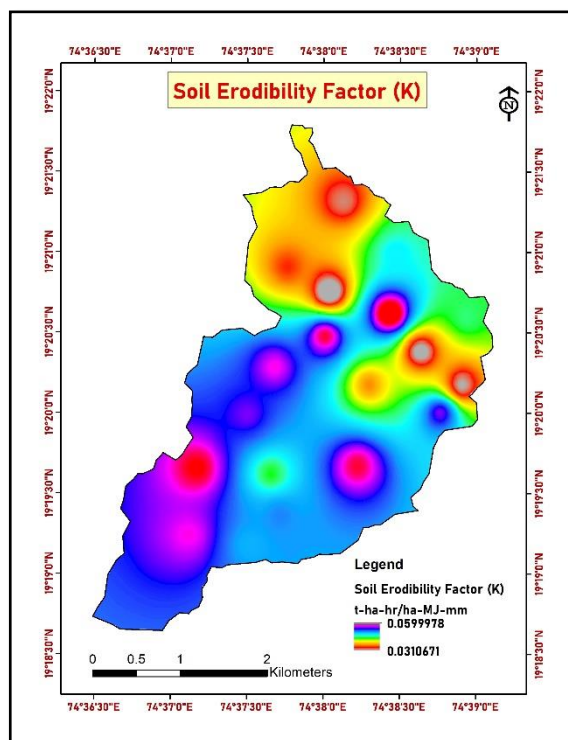 74°36'30"E 74°37'0"E 74°37'30"E 74°38'0"E 74°38'30"E 74°39'0"E
Soil Erodibility Factor (K)
N
19°22'0"N 19°22'0"N
19°21'30"N 19°21'30"N
19°21'0"N 19°21'0"N
19°20'30"N 19°20'30"N
19°20'0"N 19°20'0"N
19°19'30"N 19°19'30"N
19°19'0"N 19°19'0"N
19°18'30"N 19°18'30"N
Legend
Soil Erodibility Factor (K)
t-ha-hr/ha-MJ-mm
0.0599978
0.0310671
0 0.5 1 2
Kilometers
74°36'30"E 74°37'0"E 74°37'30"E 74°38'0"E 74°38'30"E 74°39'0"E